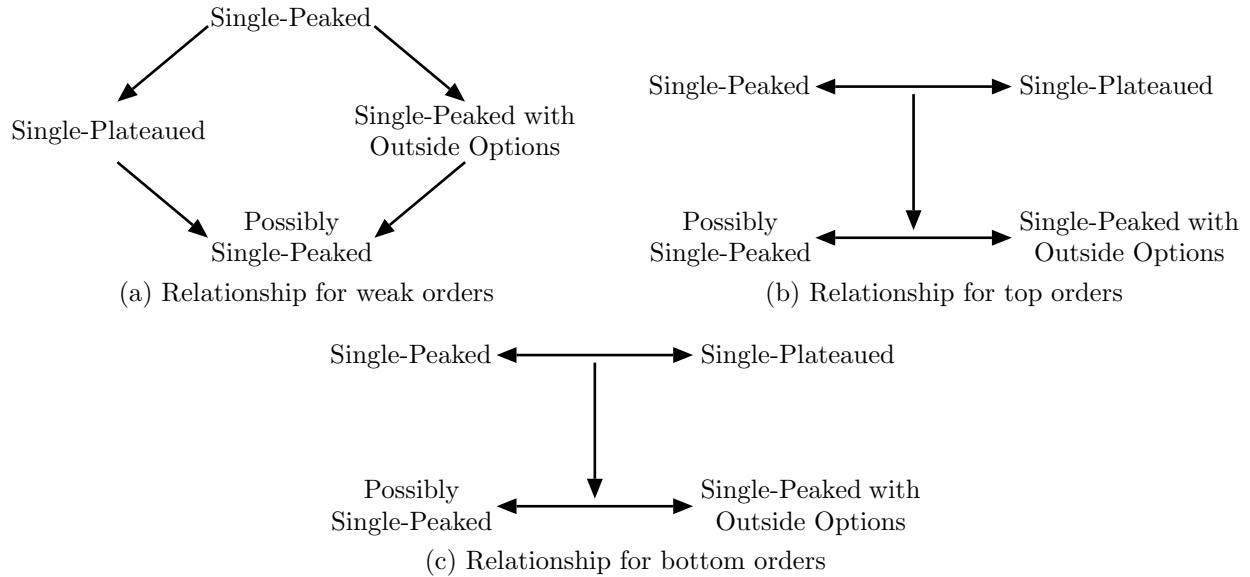 Single-Peaked
Single-Plateaued
Single-Peaked with
Outside Options
Possibly
Single-Peaked
(a) Relationship for weak orders
Single-Peaked
Single-Plateaued
Possibly
Single-Peaked
Single-Peaked with
Outside Options
(b) Relationship for top orders
Single-Peaked
Single-Plateaued
Possibly
Single-Peaked
Single-Peaked with
Outside Options
(c) Relationship for bottom orders